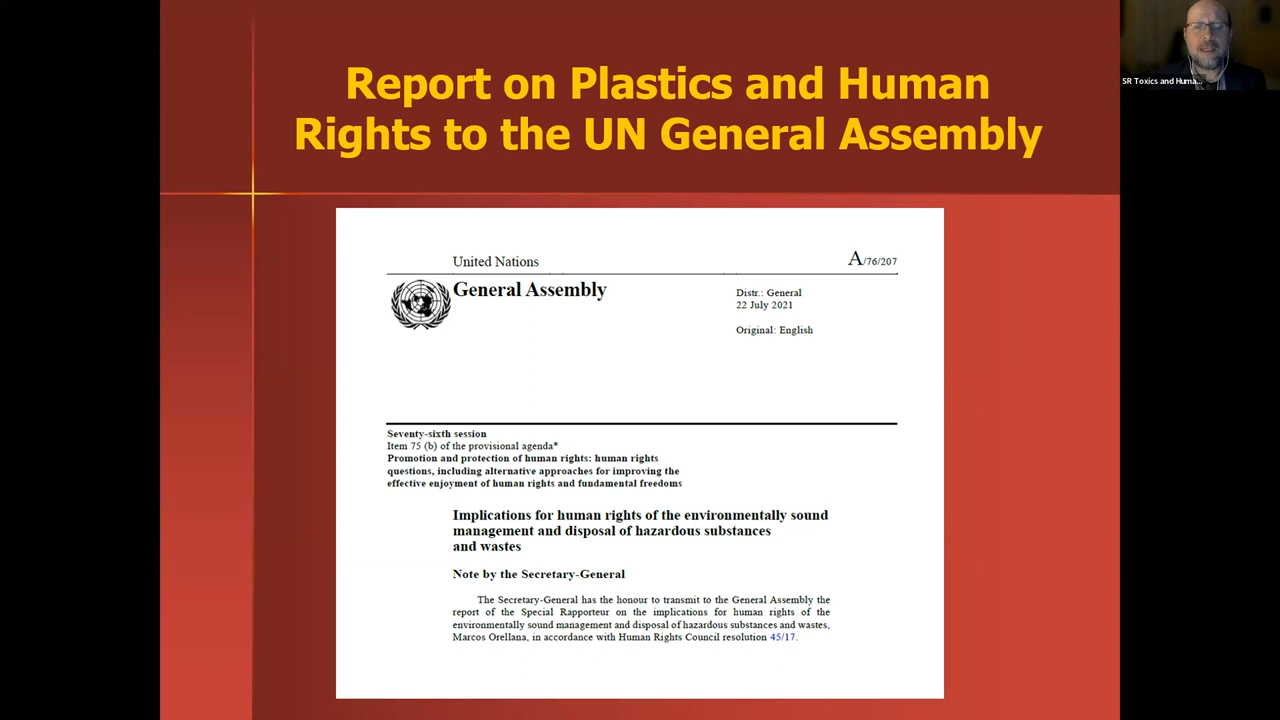 Report on Plastics and Human
Rights to the UN General Assembly
SR Toxics and Huma...
United Nations
A/76/207
General Assembly
Distr.: General
22 July 2021
Original: English
Seventy-sixth session
Item 75 (b) of the provisional agenda*
Promotion and protection of human rights: human rights
questions, including alternative approaches for improving the
effective enjoyment of human rights and fundamental freedoms
Implications for human rights of the environmentally sound
management and disposal of hazardous substances
and wastes
Note by the Secretary-General
The Secretary-General has the honour to transmit to the General Assembly the
report of the Special Rapporteur on the implications for human rights of the
environmentally sound management and disposal of hazardous substances and wastes,
Marcos Orellana, in accordance with Human Rights Council resolution 45/17.